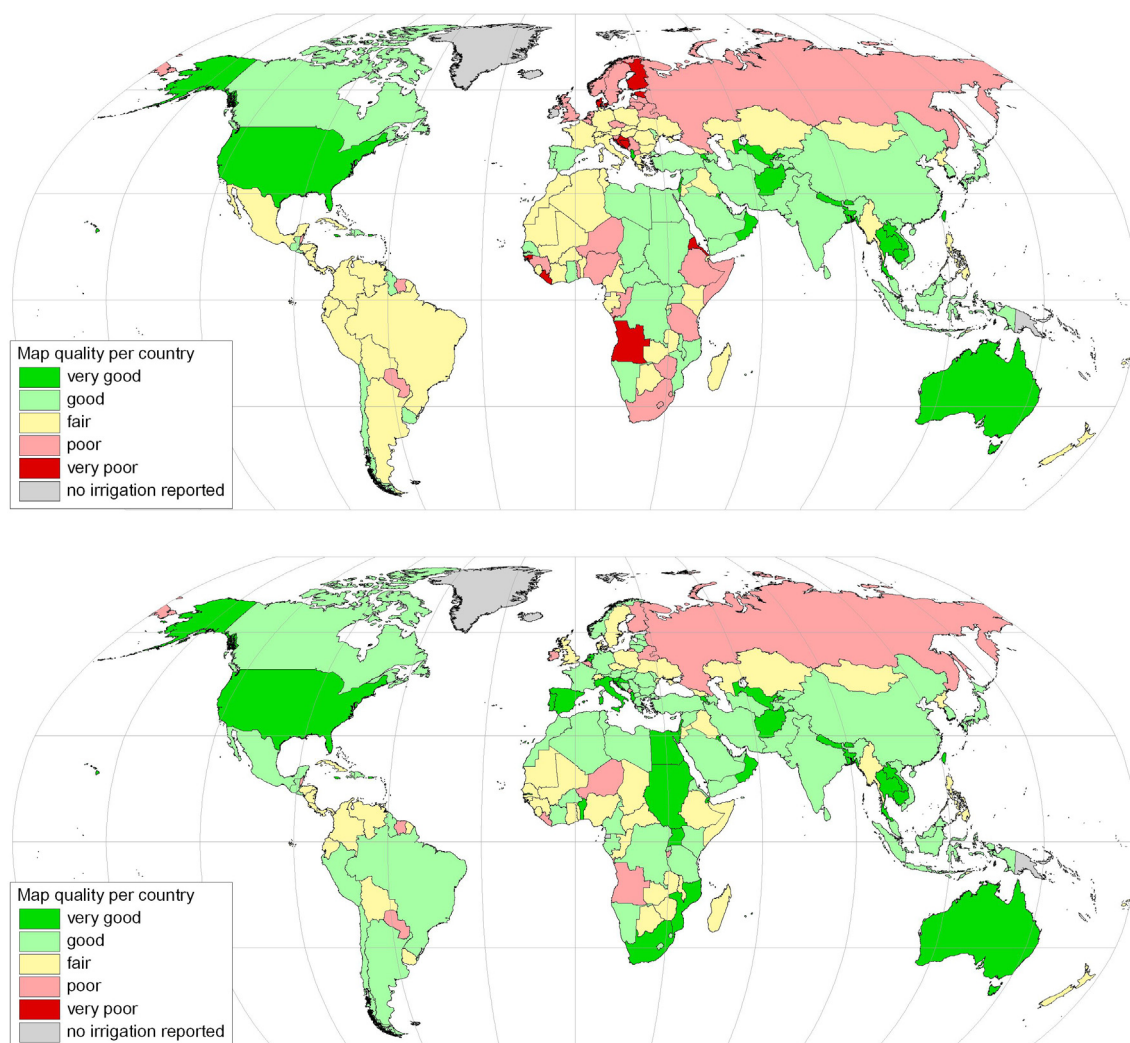 Map quality per country
very good
good
fair
poor
very poor
no irrigation reported
Map quality per country
very good
good
fair
poor
very poor
no irrigation reported